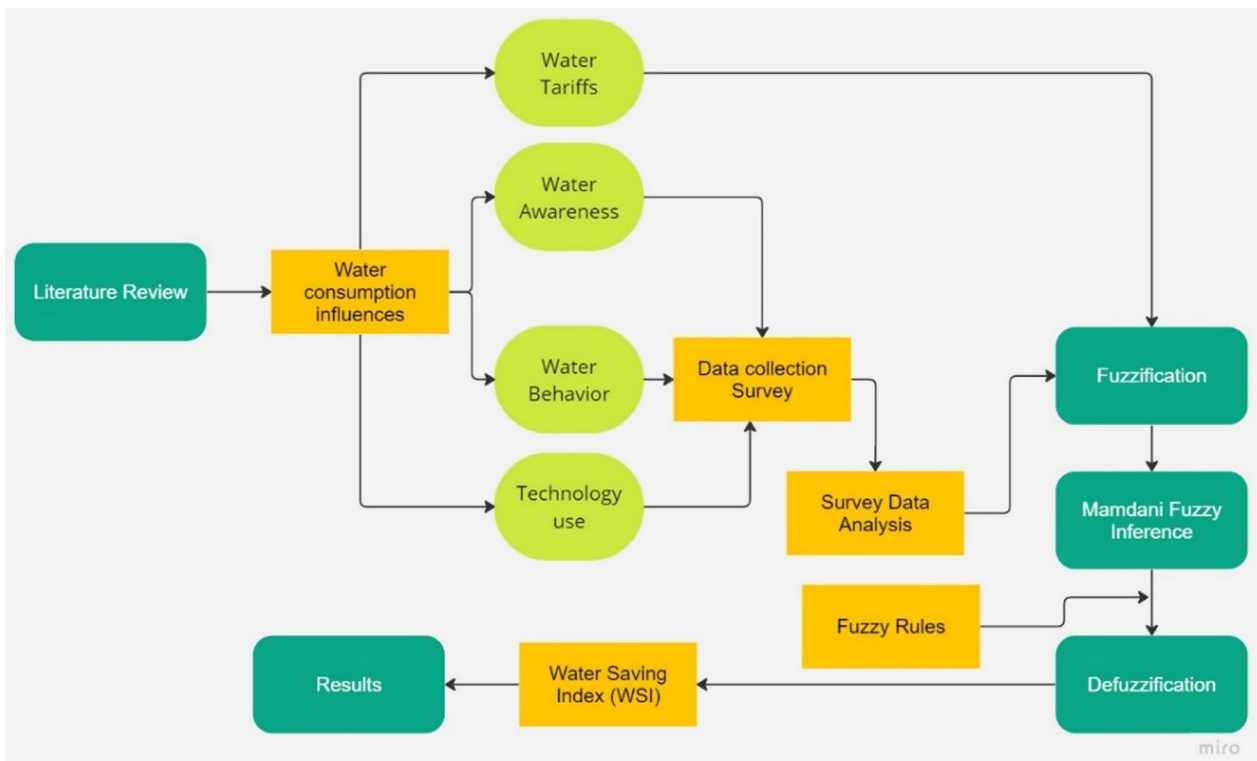 Water
Tariffs
Water
Awareness
Literature Review
Water
consumption
influences
Water
Behavior
Data collection
Survey
Fuzzification
Technology
use
Survey Data
Analysis
Mamdani Fuzzy
Inference
Fuzzy Rules
Results
Water Saving
Index (WSI)
Defuzzification
miro